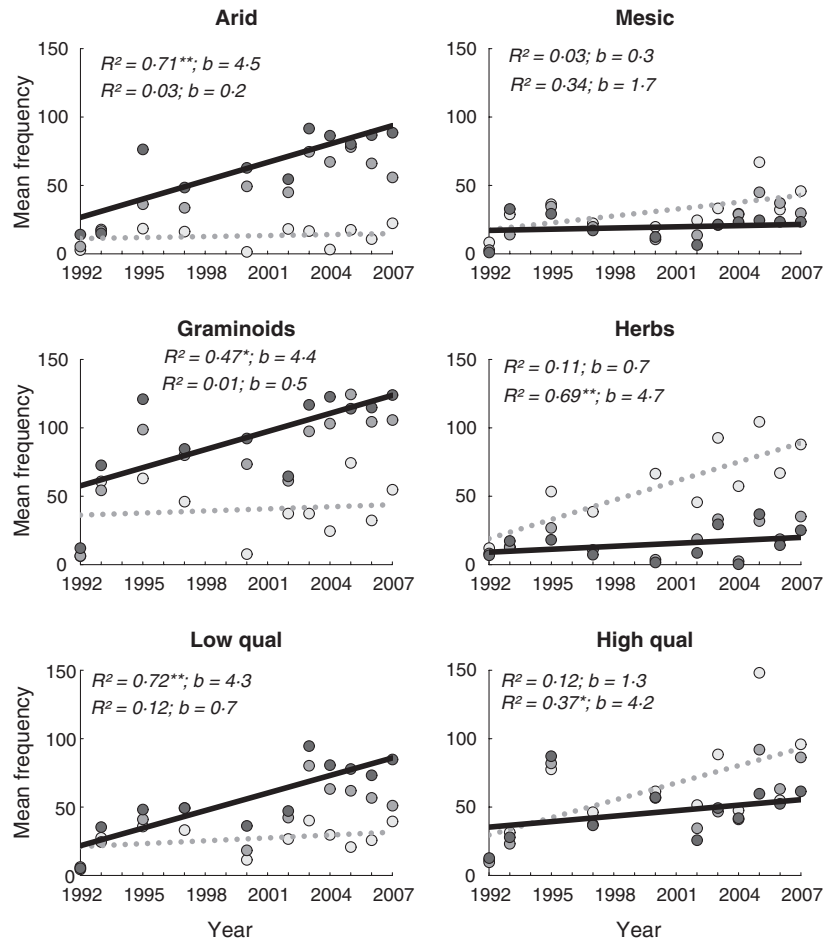 Arid
R² = 0·71**; b = 4·5
R² = 0·03; b = 0·2
Mean frequency
150
100
50
0
1992 1995 1998 2001 2004 2007
Mesic
R² = 0·03; b = 0·3
R² = 0·34; b = 1·7
150
100
50
0
1992 1995 1998 2001 2004 2007
Graminoids
R² = 0·47*; b = 4·4
R² = 0·01; b = 0·5
Mean frequency
150
100
50
0
1992 1995 1998 2001 2004 2007
Herbs
R² = 0·11; b = 0·7
R² = 0·69**; b = 4·7
150
100
50
0
1992 1995 1998 2001 2004 2007
Low qual
R² = 0·72**; b = 4·3
R² = 0·12; b = 0·7
Mean frequency
150
100
50
0
1992 1995 1998 2001 2004 2007
Year
High qual
R² = 0·12; b = 1·3
R² = 0·37*; b = 4·2
150
100
50
0
1992 1995 1998 2001 2004 2007
Year